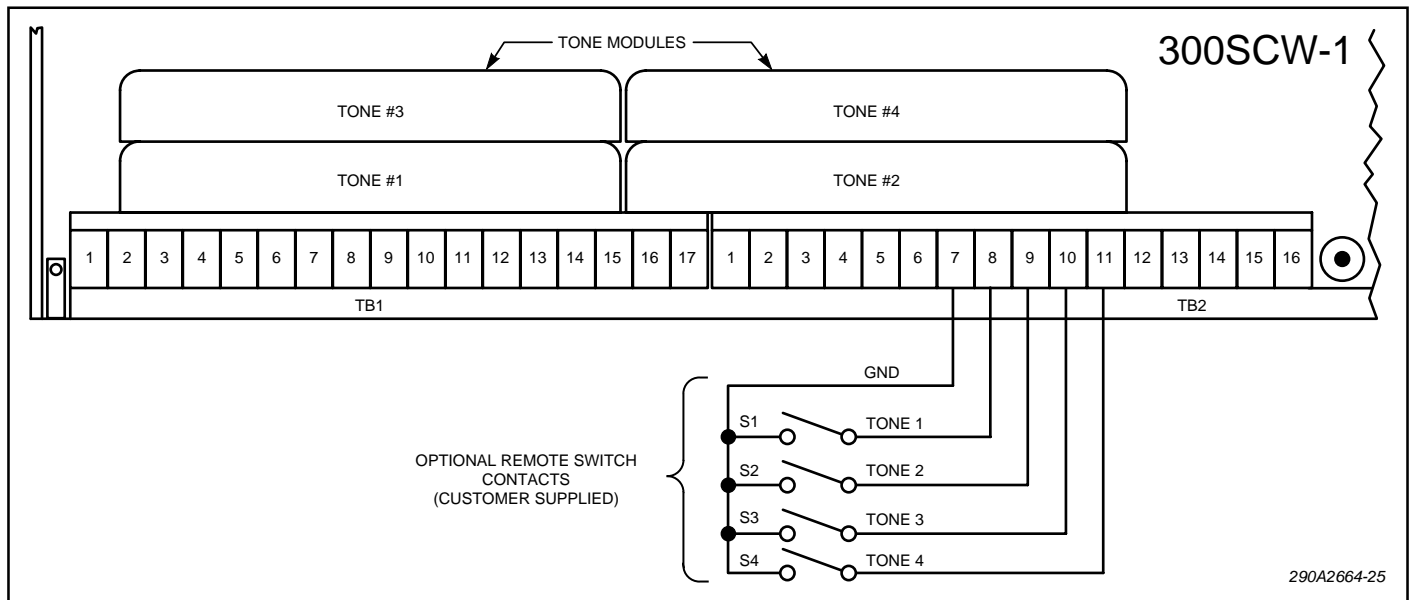 TONE MODULES
300SCW-1
TONE #3 TONE #4
TONE #1 TONE #2
1 2 3 4 5 6 7 8 9 10 11 12 13 14 15 16 17 1 2 3 4 5 6 7 8 9 10 11 12 13 14 15 16
TB1 TB2
GND
S1 TONE 1
S2 TONE 2
S3 TONE 3
S4 TONE 4
OPTIONAL REMOTE SWITCH
CONTACTS
(CUSTOMER SUPPLIED)
290A2664-25